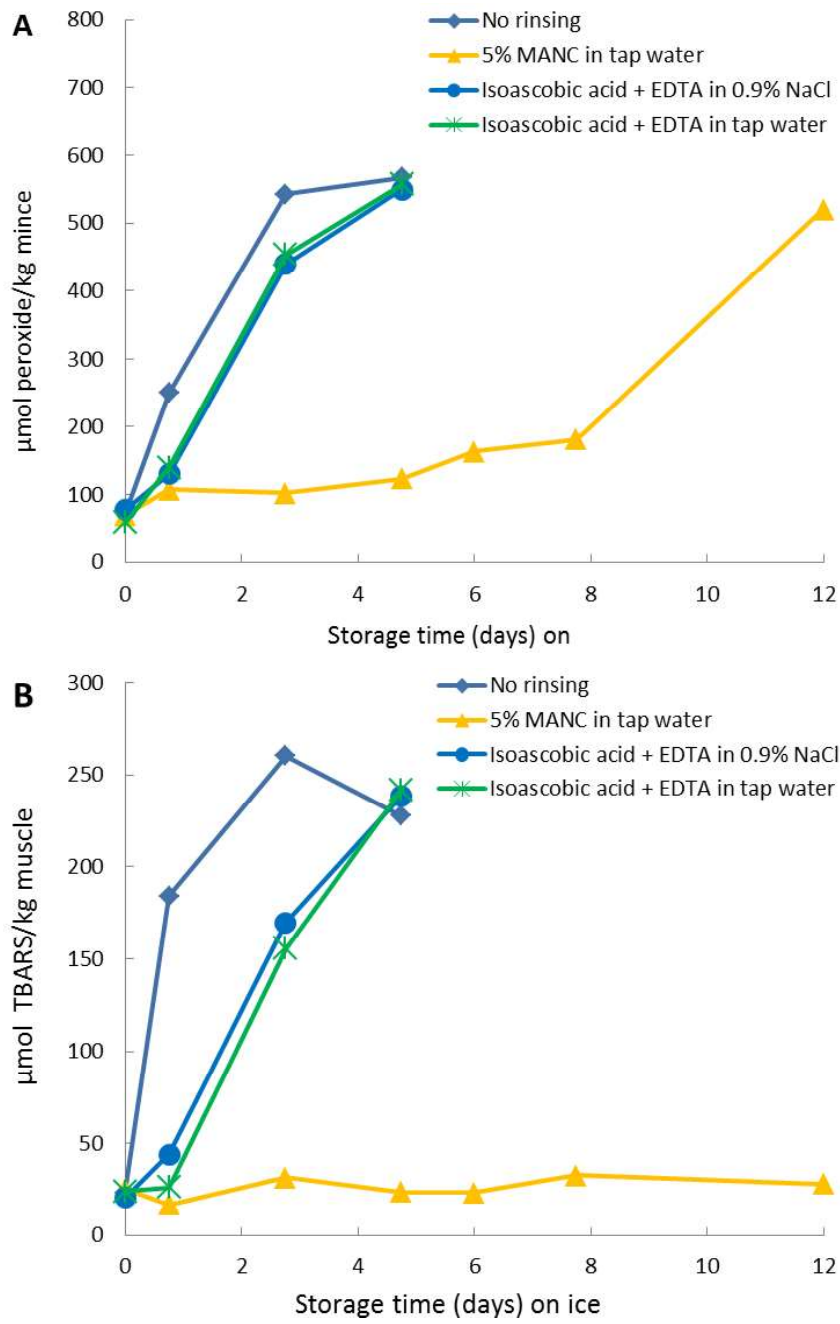 A
800
700
600
500
400
300
200
100
0
µmol peroxide/kg mince
No rinsing
5% MANC in tap water
Isoascobic acid + EDTA in 0.9% NaCl
Isoascobic acid + EDTA in tap water
0 2 4 6 8 10 12
Storage time (days) on
B
300
250
200
150
100
50
0
µmol TBARS/kg muscle
No rinsing
5% MANC in tap water
Isoascobic acid + EDTA in 0.9% NaCl
Isoascobic acid + EDTA in tap water
0 2 4 6 8 10 12
Storage time (days) on ice